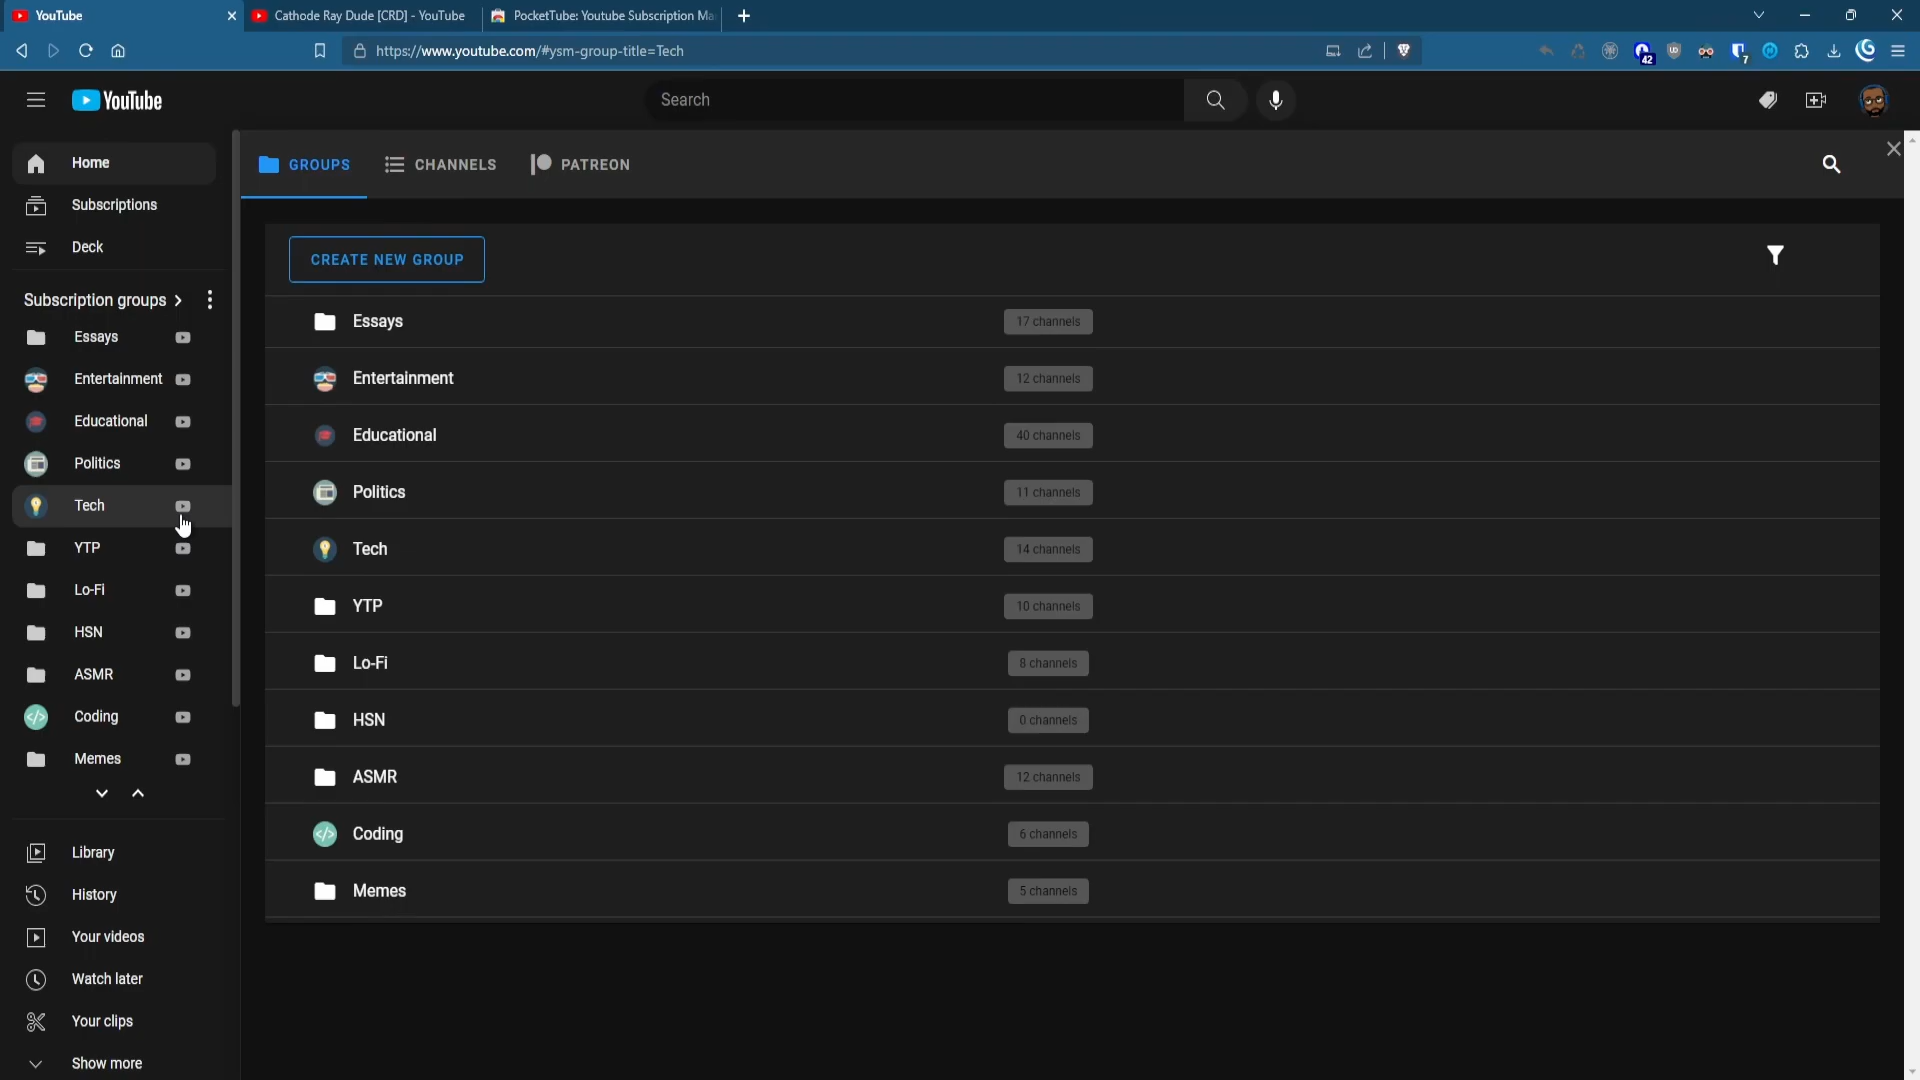 YouTube
Cathode Ray Dude [CRD] - YouTube
PocketTube: Youtube Subscription Ma
https://www.youtube.com/#ysm-group-title=Tech
42
7
YouTube
Search
Home
Subscriptions
Deck
Subscription groups
Essays
Entertainment
Educational
Politics
Tech
YTP
Lo-Fi
HSN
ASMR
Coding
Memes
Library
History
Your videos
Watch later
Your clips
Show more
GROUPS CHANNELS PATREON
CREATE NEW GROUP
Essays 17 channels
Entertainment 12 channels
Educational 40 channels
Politics 11 channels
Tech 14 channels
YTP 10 channels
Lo-Fi 8 channels
HSN 0 channels
ASMR 12 channels
Coding 6 channels
Memes 5 channels